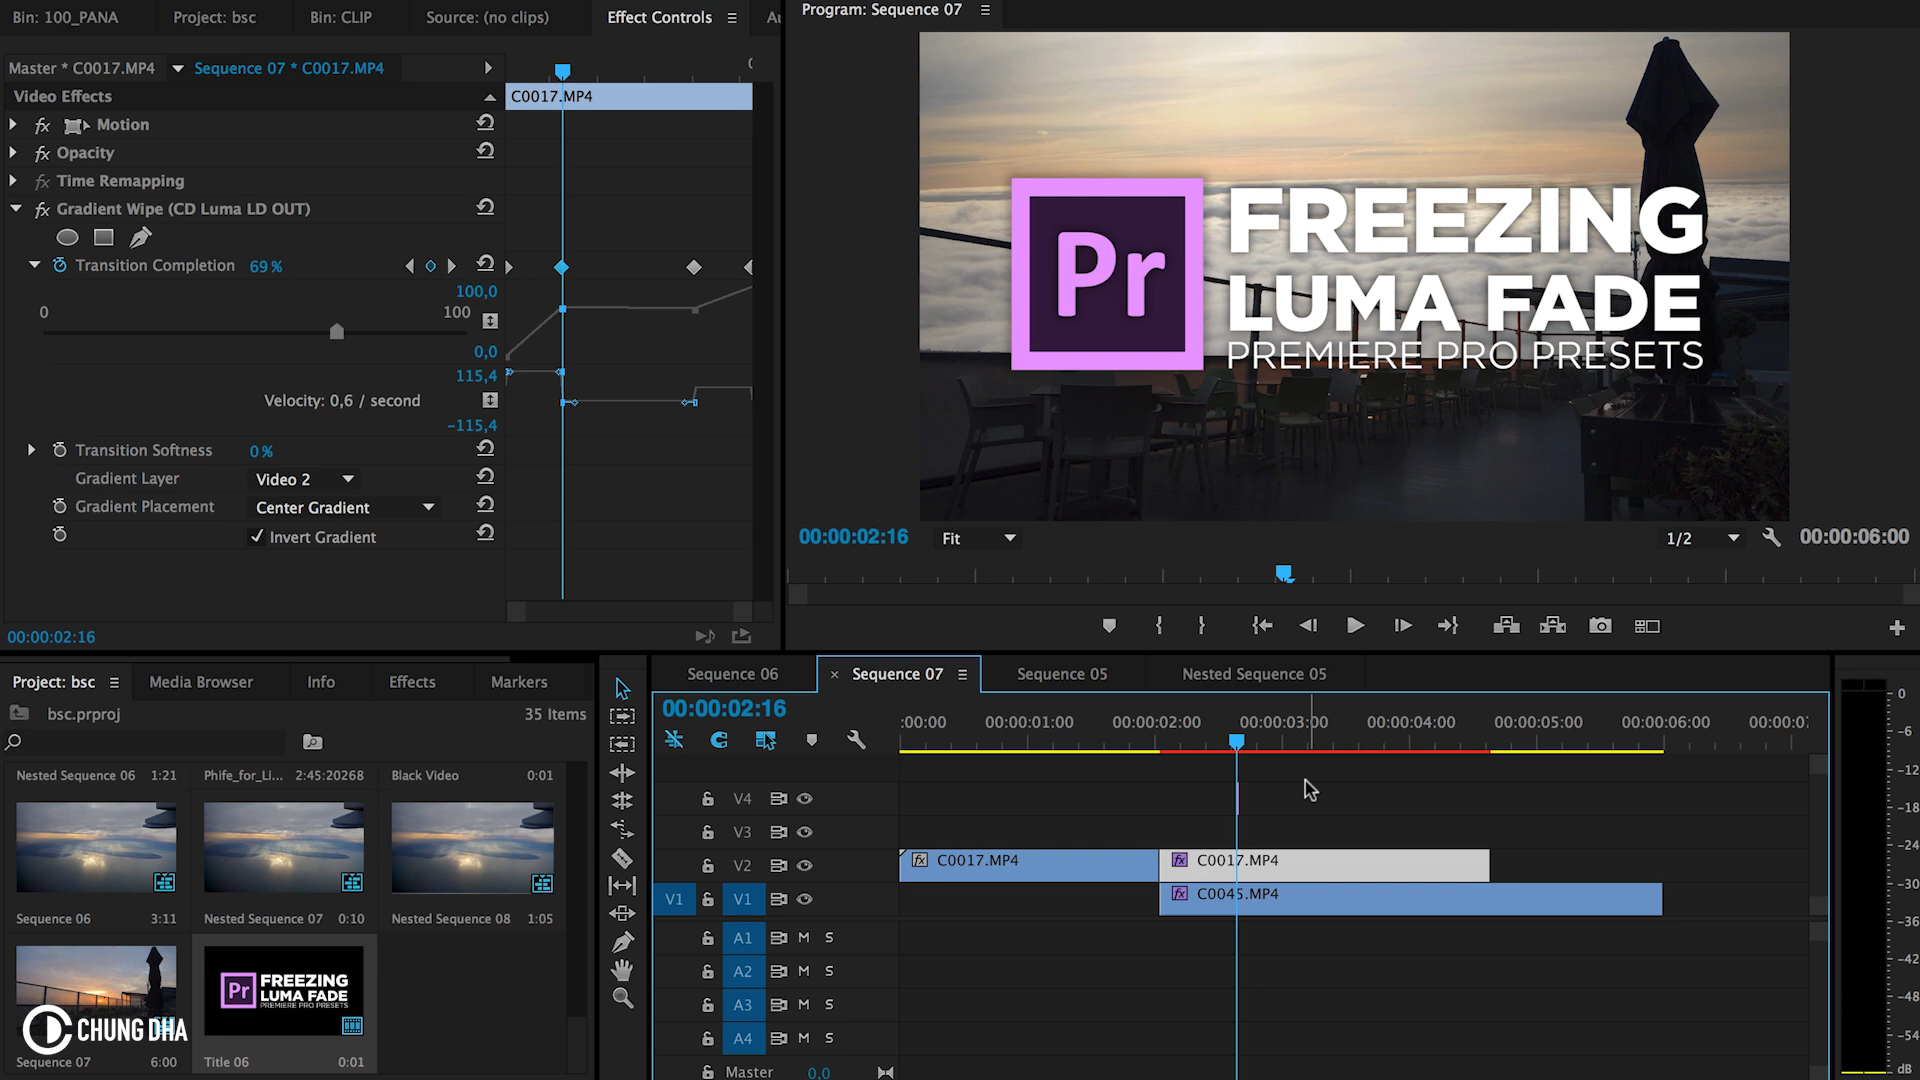 Bin: 100_PANA
Project: bsc
Bin: CLIP
Source: (no clips)
Effect Controls
Au
Program: Sequence 07
Master * C0017.MP4
Sequence 07 * C0017.MP4
Video Effects
C0017.MP4
fx Motion
fx Opacity
fx Time Remapping
fx Gradient Wipe (CD Luma LD OUT)
Transition Completion 69 %
100,0
0 100
0,0
115,4
Velocity: 0,6 / second
-115,4
Transition Softness 0 %
Gradient Layer Video 2
Gradient Placement Center Gradient
Invert Gradient
00:00:02:16
Pr
FREEZING
LUMA FADE
PREMIERE PRO PRESETS
00:00:02:16
Fit
1/2
00:00:06:00
Project: bsc
Media Browser
Info
Effects
Markers
bsc.prproj
35 Items
Nested Sequence 06 1:21
Phife_for_Li... 2:45:20268
Black Video 0:01
Sequence 06 3:11
Nested Sequence 07 0:10
Nested Sequence 08 1:05
CHUNG DHA
Pr
FREEZING
LUMA FADE
PREMIERE PRO PRESETS
Sequence 07 6:00
Title 06 0:01
Sequence 06
× Sequence 07
Sequence 05
Nested Sequence 05
00:00:02:16
:00:00 00:00:01:00 00:00:02:00 00:00:03:00 00:00:04:00 00:00:05:00 00:00:06:00 00:00:0
V4
V3
V2
fx C0017.MP4
fx C0017.MP4
V1 V1
fx C0045.MP4
A1 M S
A2 M S
A3 M S
A4 M S
Master 0,0
0
-6
-12
-18
-24
-30
-36
-42
-48
-54
dB